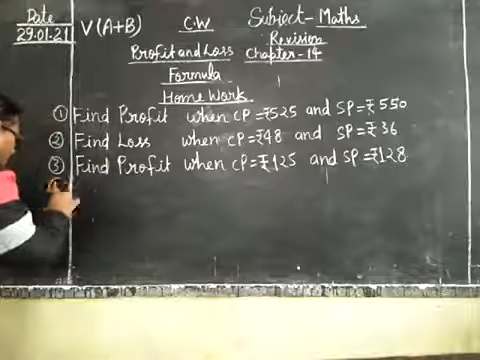 Date
29.01.21
V (A+B)
C.W
Subject - Maths
Revision
Profit and Loss Chapter-14
Formula
Home Work
① Find Profit when CP = ₹525 and SP = ₹550
② Find Loss when CP = ₹48 and SP = ₹36
③ Find Profit when CP = ₹125 and SP = ₹128